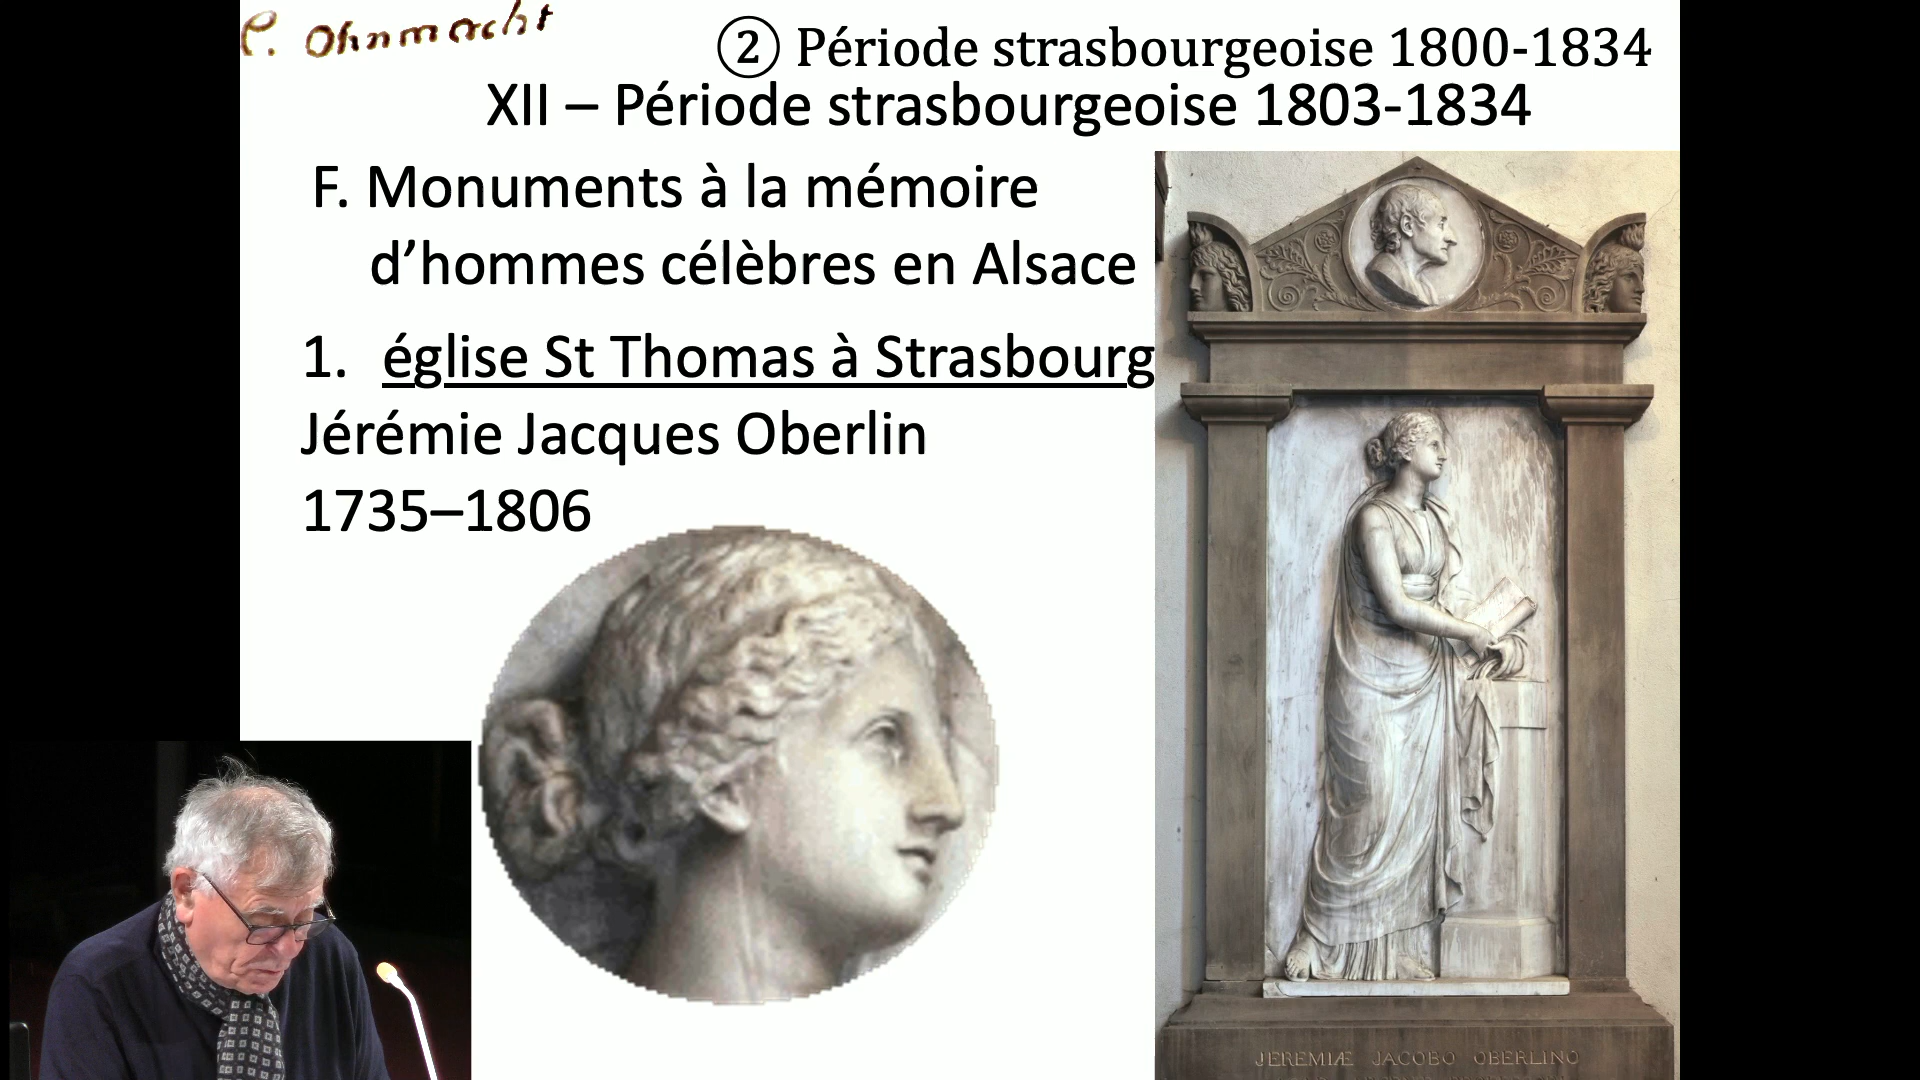 P. Ohnmacht
② Période strasbourgeoise 1800-1834
XII – Période strasbourgeoise 1803-1834
F. Monuments à la mémoire
d’hommes célèbres en Alsace
1. église St Thomas à Strasbourg
Jérémie Jacques Oberlin
1735–1806
JEREMIÆ JACOBO OBERLINO